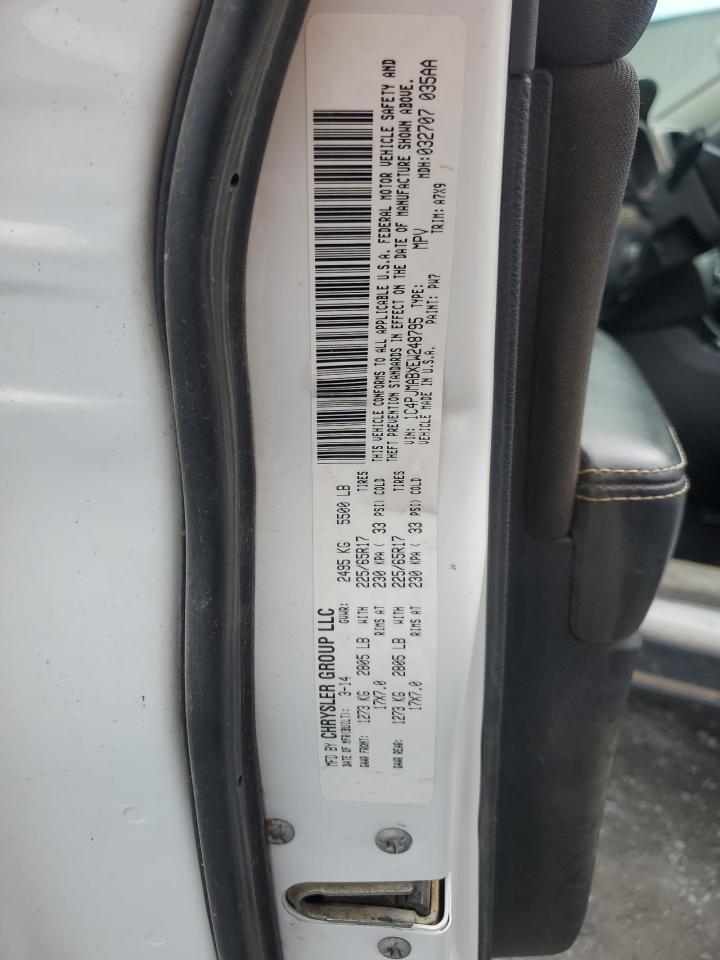 MFD BY CHRYSLER GROUP LLC
DATE OF MFR(BUILT): 3-14 GVWR: 2495 KG 5500 LB
GAWR FRONT: 1273 KG 2805 LB WITH 225/65R17 TIRES
17X7.0 RIMS AT 230 KPA ( 33 PSI) COLD
GAWR REAR: 1273 KG 2805 LB WITH 225/65R17 TIRES
17X7.0 RIMS AT 230 KPA ( 33 PSI) COLD
THIS VEHICLE CONFORMS TO ALL APPLICABLE U.S.A. FEDERAL MOTOR VEHICLE SAFETY AND
THEFT PREVENTION STANDARDS IN EFFECT ON THE DATE OF MANUFACTURE SHOWN ABOVE.
VIN: 1C4PJMABXEW248795 TYPE: MPV MDH: 032707 035AA
VEHICLE MADE IN U.S.A. PAINT: PW7 TRIM: A7X9